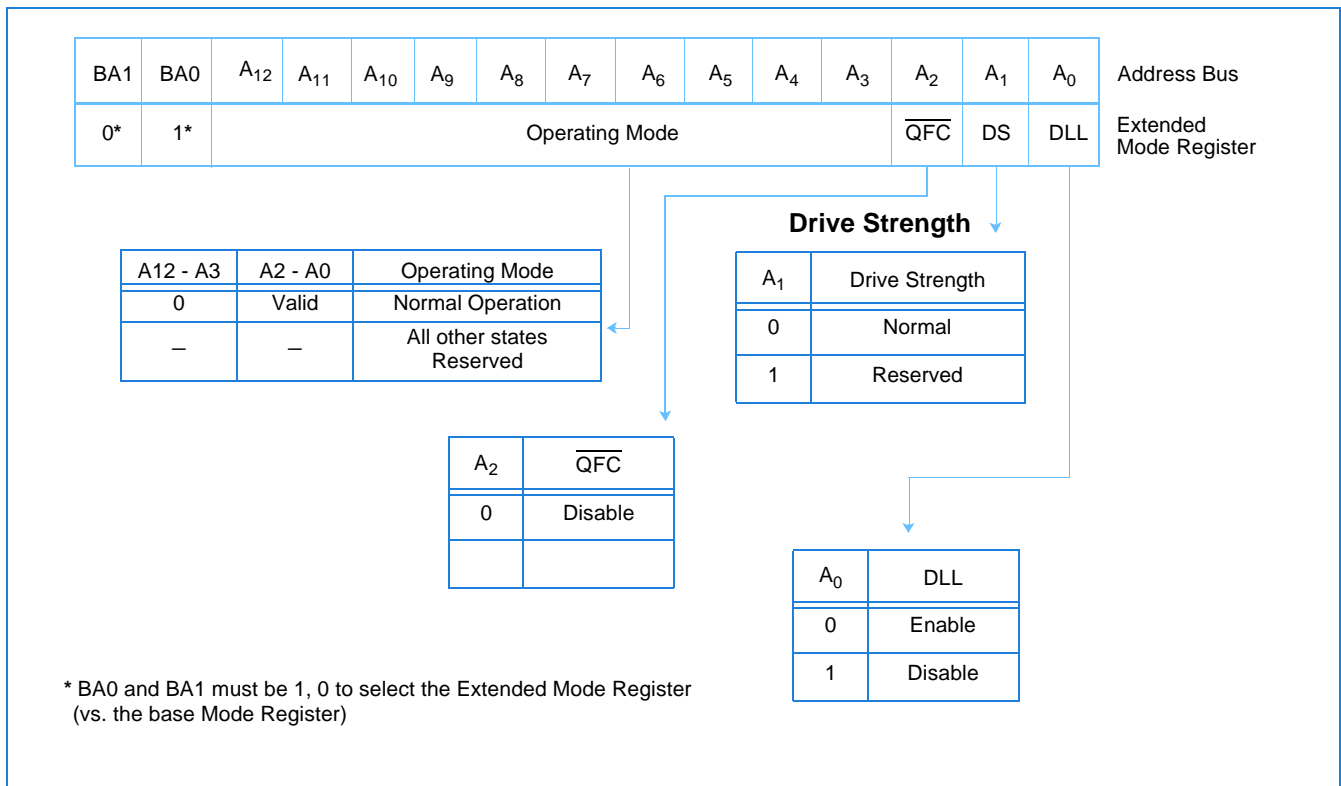 BA1 BA0 A12 A11 A10 A9 A8 A7 A6 A5 A4 A3 A2 A1 A0 Address Bus
0* 1* Operating Mode Q̅F̅C̅ DS DLL Extended
Mode Register
Drive Strength
A12 - A3 A2 - A0 Operating Mode
0 Valid Normal Operation
– – All other states
Reserved
A1 Drive Strength
0 Normal
1 Reserved
A2 Q̅F̅C̅
0 Disable
A0 DLL
0 Enable
1 Disable
* BA0 and BA1 must be 1, 0 to select the Extended Mode Register
(vs. the base Mode Register)